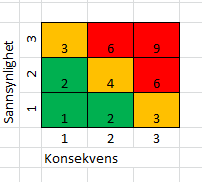 Sannsynlighet
3 3 6 9
2 2 4 6
1 1 2 3
1 2 3
Konsekvens